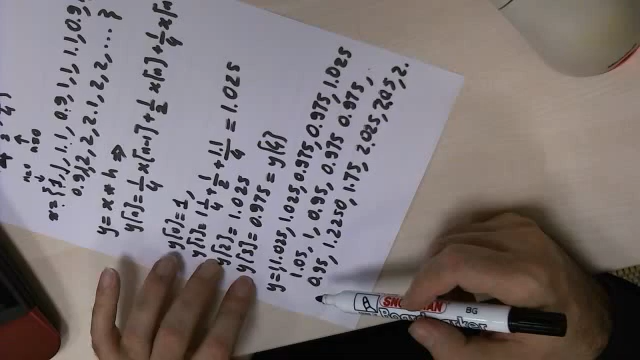 n=0 n=0
x={1,1,1.1,0.9,1,1.1,0.9,
0.9,2,2,2.1,2,2,...}
y=x*h ⇒
y[n]=1/4 x[n-1]+1/2 x[n]+1/4 x[n
y[0]=1,
y[1]=1 1/4+1/2+1.1/4=1.025
y[2]=1.025
y[3]=0.975=y[4]
y={1.025,1.025,0.975,0.975 1.025
1.05, 1, 0.95, 0.975 0.975,
0.95, 1.2250, 1.75, 2.025, 2.05, 2.
SNOWMAN
Boardmarker
BG